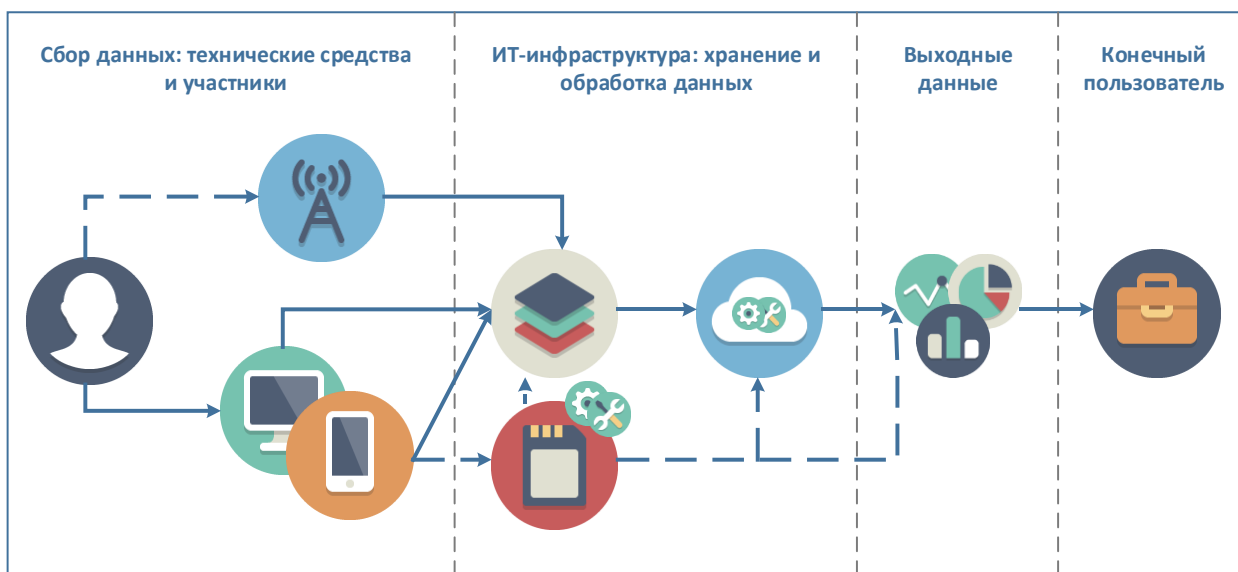 Сбор данных: технические средства
и участники
ИТ-инфраструктура: хранение и
обработка данных
Выходные
данные
Конечный
пользователь